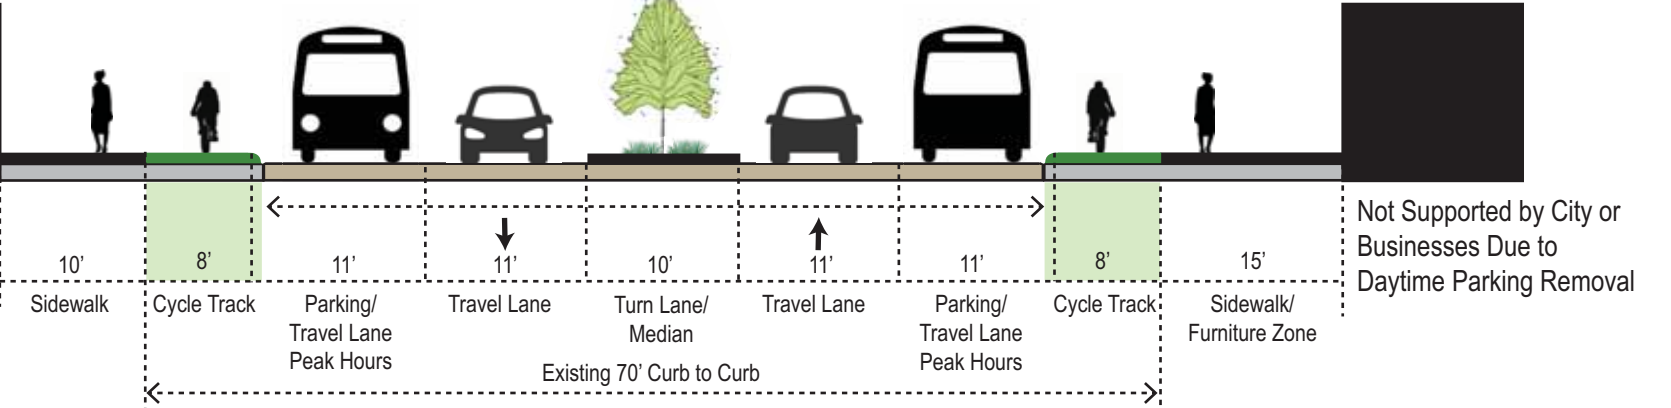 Not Supported by City or
Businesses Due to
Daytime Parking Removal
10’ 8’ 11’ 11’ 10’ 11’ 11’ 8’ 15’
Sidewalk
Cycle Track
Parking/
Travel Lane
Peak Hours
Travel Lane
Turn Lane/
Median
Travel Lane
Parking/
Travel Lane
Peak Hours
Cycle Track
Sidewalk/
Furniture Zone
Existing 70’ Curb to Curb